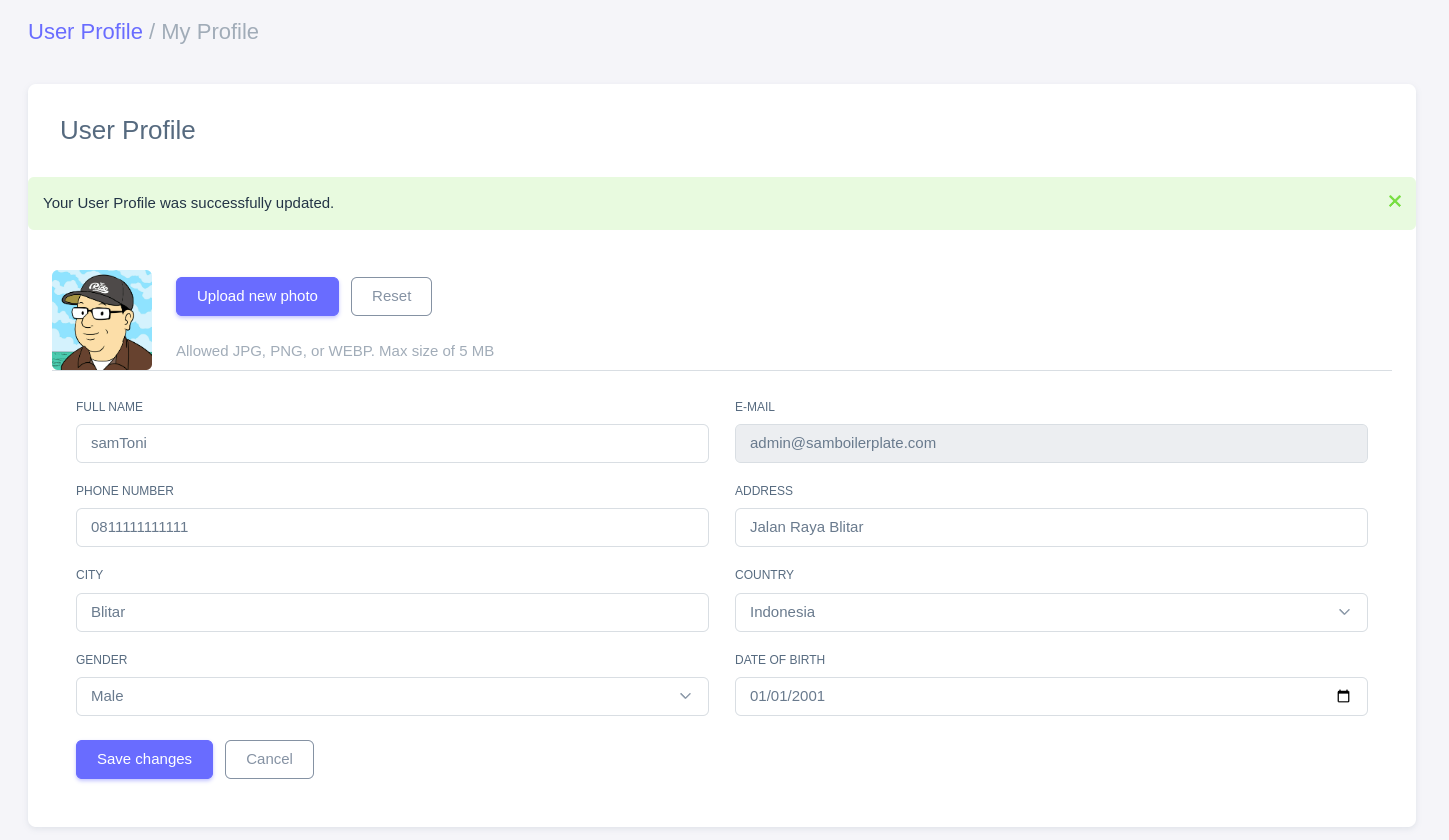 User Profile / My Profile
User Profile
Your User Profile was successfully updated.
Upload new photo
Reset
Allowed JPG, PNG, or WEBP. Max size of 5 MB
FULL NAME
E-MAIL
samToni
admin@samboilerplate.com
PHONE NUMBER
ADDRESS
0811111111111
Jalan Raya Blitar
CITY
COUNTRY
Blitar
Indonesia
GENDER
DATE OF BIRTH
Male
01/01/2001
Save changes
Cancel